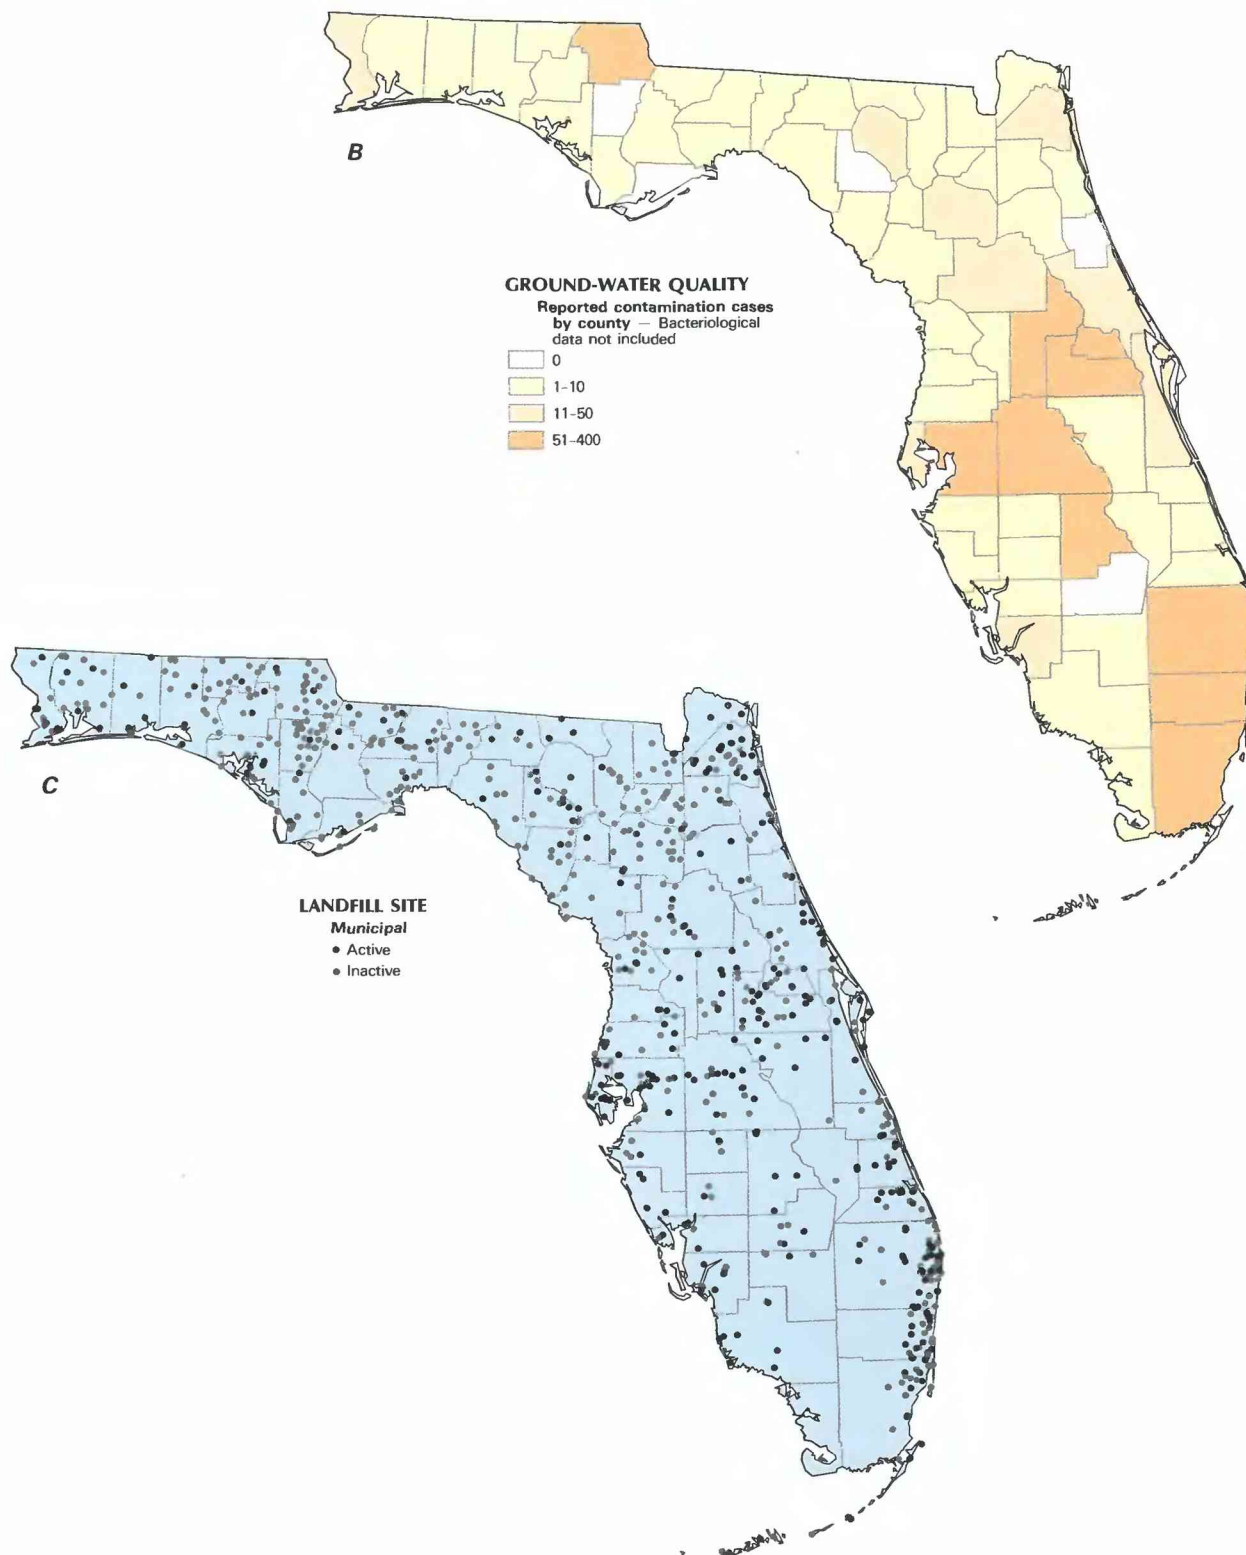 B
GROUND-WATER QUALITY
Reported contamination cases
by county — Bacteriological
data not included
0
1-10
11-50
51-400
C
LANDFILL SITE
Municipal
• Active
• Inactive